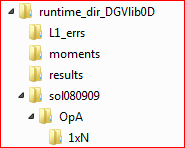 runtime_dir_DGVlib0D
L1_errs
moments
results
sol080909
OpA
1xN